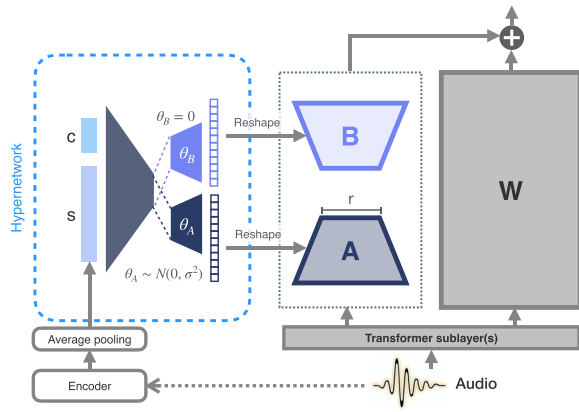 +
Hypernetwork
c
s
θ_B = 0
θ_B
Reshape
B
W
r
θ_A
Reshape
A
θ_A ∼ N(0, σ²)
Average pooling
Transformer sublayer(s)
Encoder
Audio